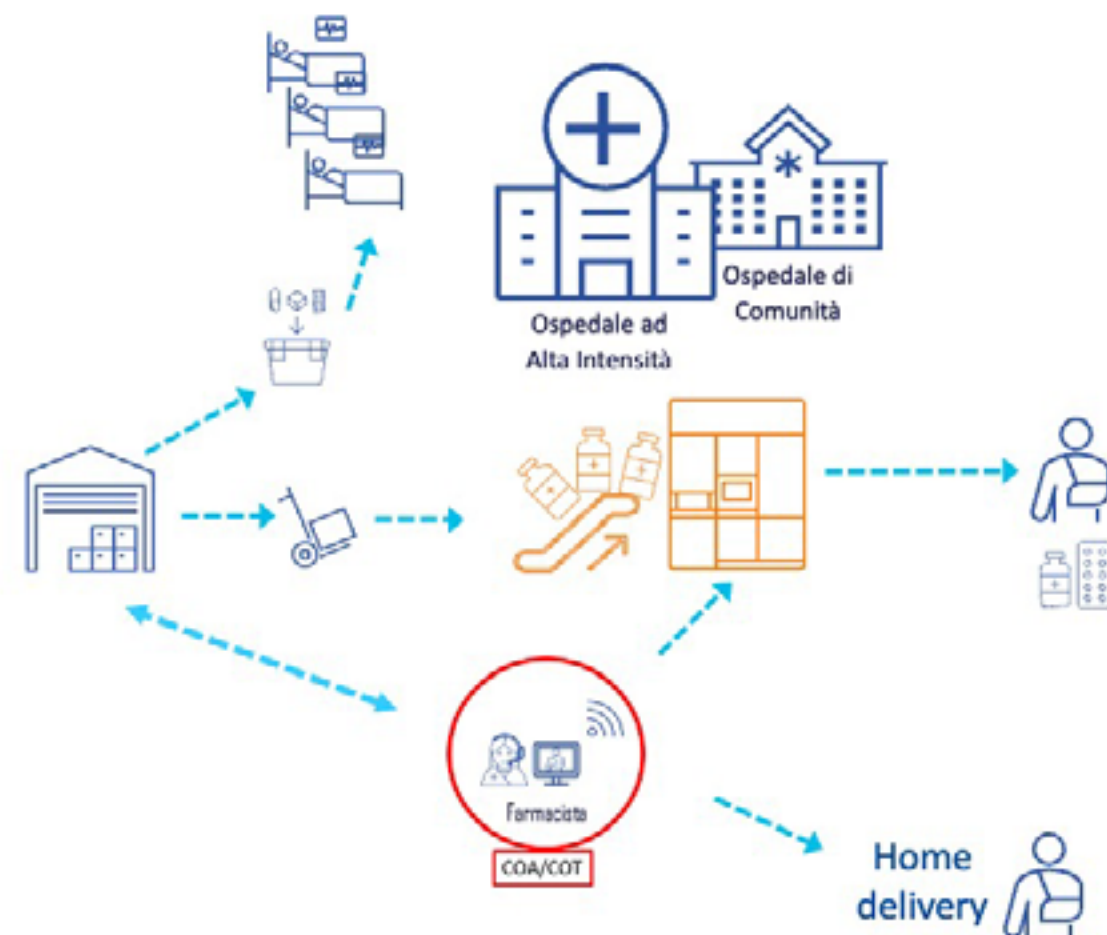 Ospedale di
Comunità
Ospedale ad
Alta Intensità
Farmacista
COA/COT
Home
delivery